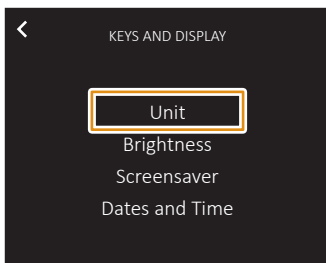 KEYS AND DISPLAY
Unit
Brightness
Screensaver
Dates and Time